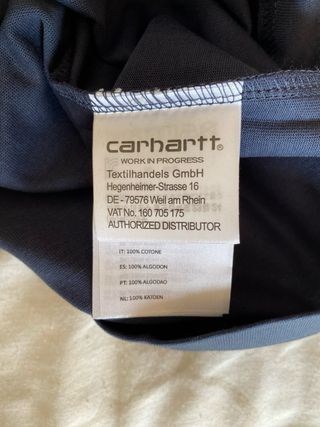 carhartt®
WORK IN PROGRESS
Textilhandels GmbH
Hegenheimer-Strasse 16
DE - 79576 Weil am Rhein
VAT No. 160 705 175
AUTHORIZED DISTRIBUTOR
IT: 100% COTONE
ES: 100% ALGODON
PT: 100% ALGODAO
NL: 100% KATOEN